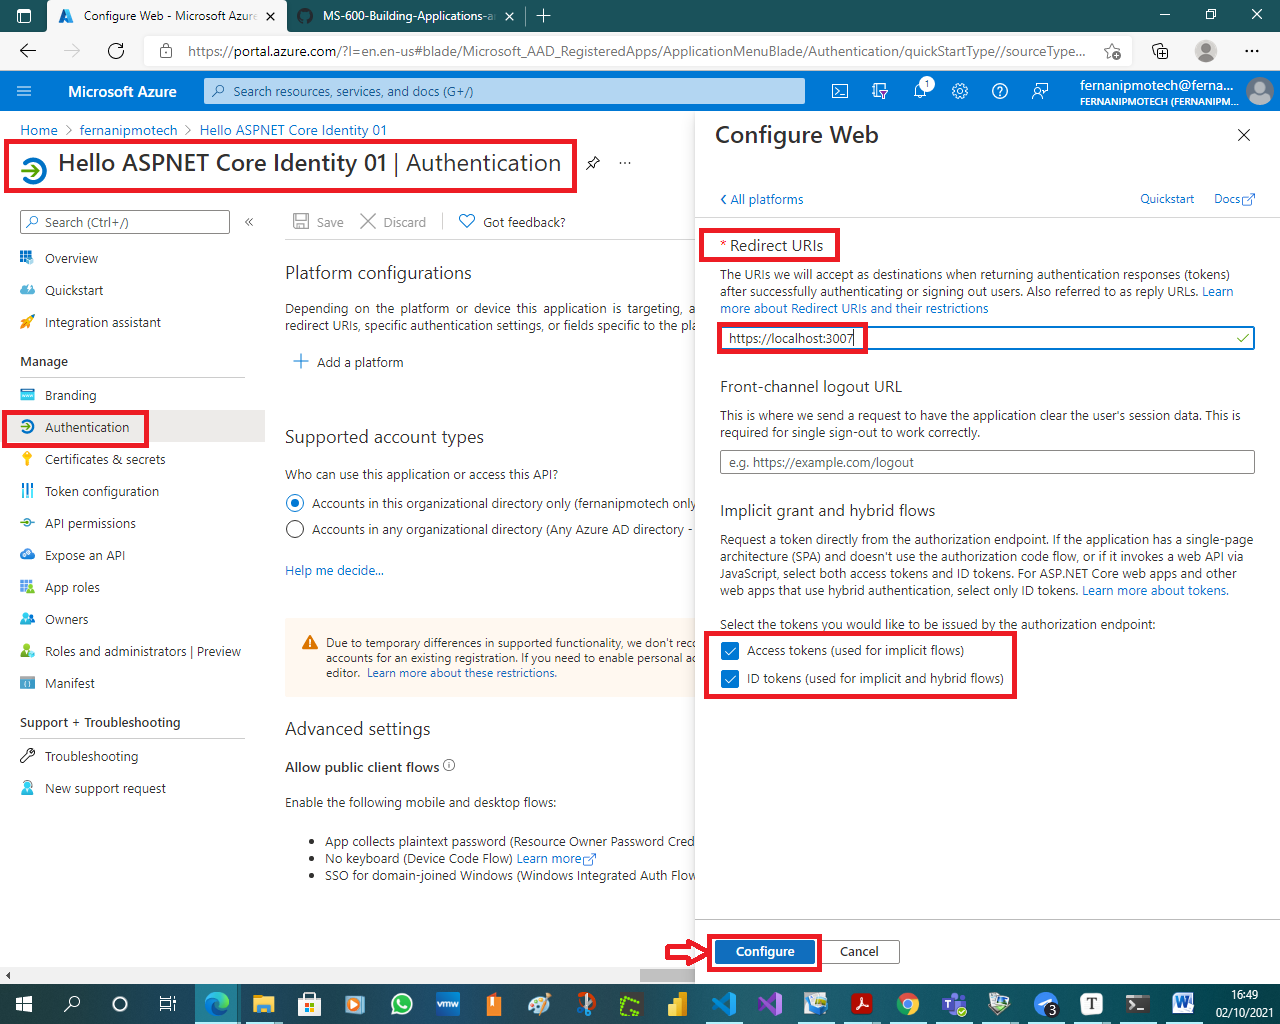 Configure Web - Microsoft Azure
MS-600-Building-Applications-a
https://portal.azure.com/?l=en.en-us#blade/Microsoft_AAD_RegisteredApps/ApplicationMenuBlade/Authentication/quickStartType//sourceType...
Microsoft Azure
Search resources, services, and docs (G+/)
1
fernanipmotech@ferna...
FERNANIPMOTECH (FERNANIPM...
Home > fernanipmotech > Hello ASPNET Core Identity 01
Hello ASPNET Core Identity 01 | Authentication
Search (Ctrl+/)
«
Overview
Quickstart
Integration assistant
Manage
Branding
Authentication
Certificates & secrets
Token configuration
API permissions
Expose an API
App roles
Owners
Roles and administrators | Preview
Manifest
Support + Troubleshooting
Troubleshooting
New support request
Save
Discard
Got feedback?
Platform configurations
Depending on the platform or device this application is targeting, a
redirect URIs, specific authentication settings, or fields specific to the pla
Add a platform
Supported account types
Who can use this application or access this API?
Accounts in this organizational directory only (fernanipmotech only
Accounts in any organizational directory (Any Azure AD directory -
Help me decide...
Due to temporary differences in supported functionality, we don't reco
accounts for an existing registration. If you need to enable personal ac
editor. Learn more about these restrictions.
Advanced settings
Allow public client flows
Enable the following mobile and desktop flows:
• App collects plaintext password (Resource Owner Password Cred
• No keyboard (Device Code Flow) Learn more
• SSO for domain-joined Windows (Windows Integrated Auth Flow
Configure Web
All platforms
Quickstart
Docs
* Redirect URIs
The URIs we will accept as destinations when returning authentication responses (tokens)
after successfully authenticating or signing out users. Also referred to as reply URLs. Learn
more about Redirect URIs and their restrictions
https://localhost:3007
Front-channel logout URL
This is where we send a request to have the application clear the user's session data. This is
required for single sign-out to work correctly.
e.g. https://example.com/logout
Implicit grant and hybrid flows
Request a token directly from the authorization endpoint. If the application has a single-page
architecture (SPA) and doesn't use the authorization code flow, or if it invokes a web API via
JavaScript, select both access tokens and ID tokens. For ASP.NET Core web apps and other
web apps that use hybrid authentication, select only ID tokens. Learn more about tokens.
Select the tokens you would like to be issued by the authorization endpoint:
Access tokens (used for implicit flows)
ID tokens (used for implicit and hybrid flows)
Configure
Cancel
vmw
3
T
16:49
02/10/2021